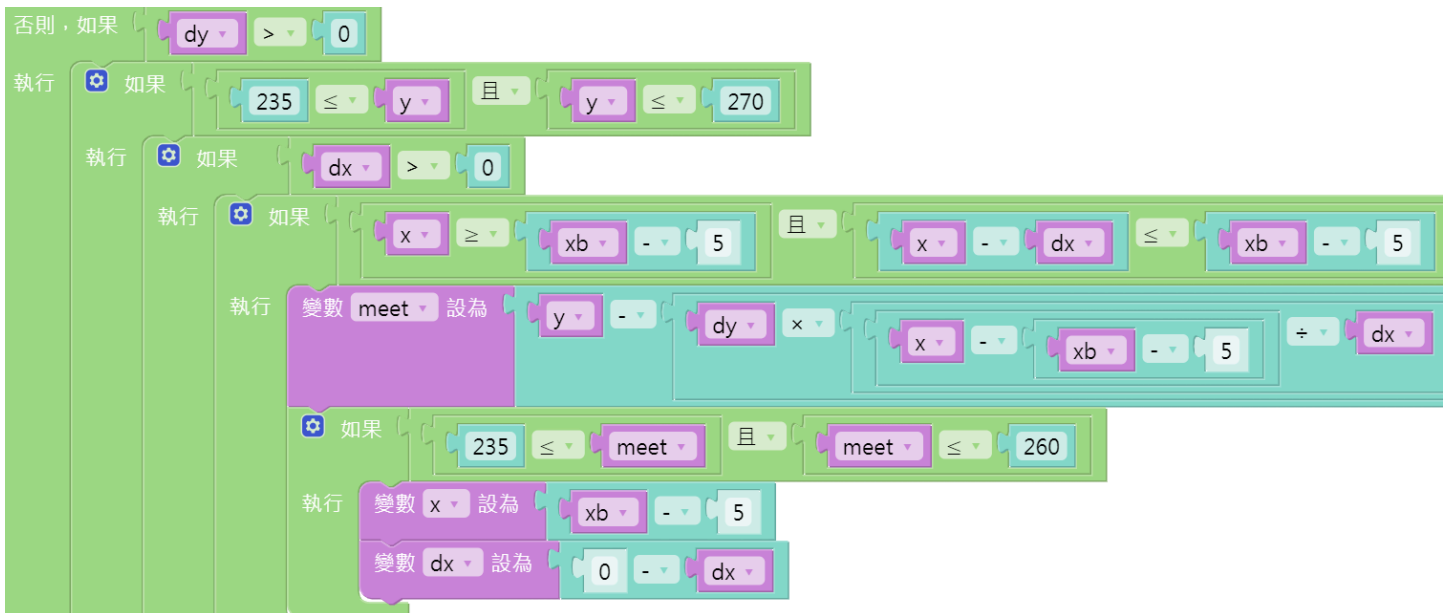 否則，如果 dy > 0
執行 如果 235 ≤ y 且 y ≤ 270
執行 如果 dx > 0
執行 如果 x ≥ xb - 5 且 x - dx ≤ xb - 5
執行 變數 meet 設為 y - dy × x - xb - 5 ÷ dx
如果 235 ≤ meet 且 meet ≤ 260
執行 變數 x 設為 xb - 5
變數 dx 設為 0 - dx